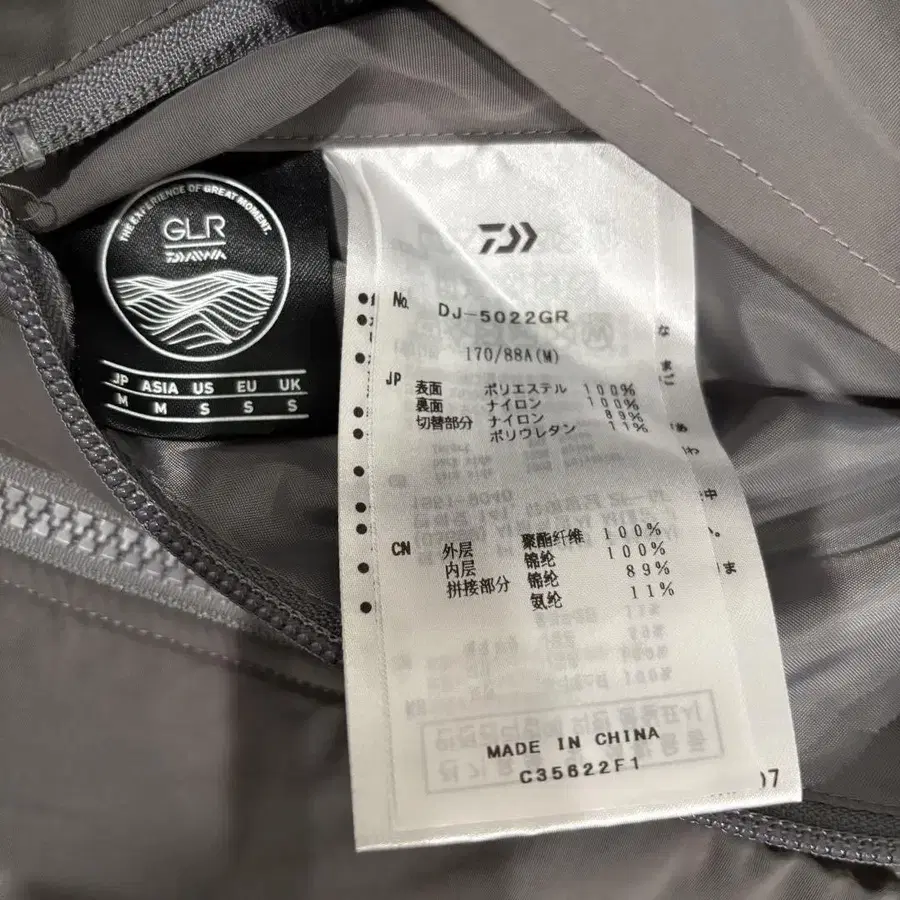 THE EXPERIENCE OF GREAT MOMENT.
GLR
DAIWA
JP ASIA US EU UK
M M S S S
No. DJ-5022GR
170/88A(M)
JP 表面 ポリエステル 100%
裏面 ナイロン 100%
切替部分 ナイロン 89%
ポリウレタン 11%
CN 外层 聚酯纤维 100%
内层 锦纶 100%
拼接部分 锦纶 89%
氨纶 11%
MADE IN CHINA
C35622F1
07